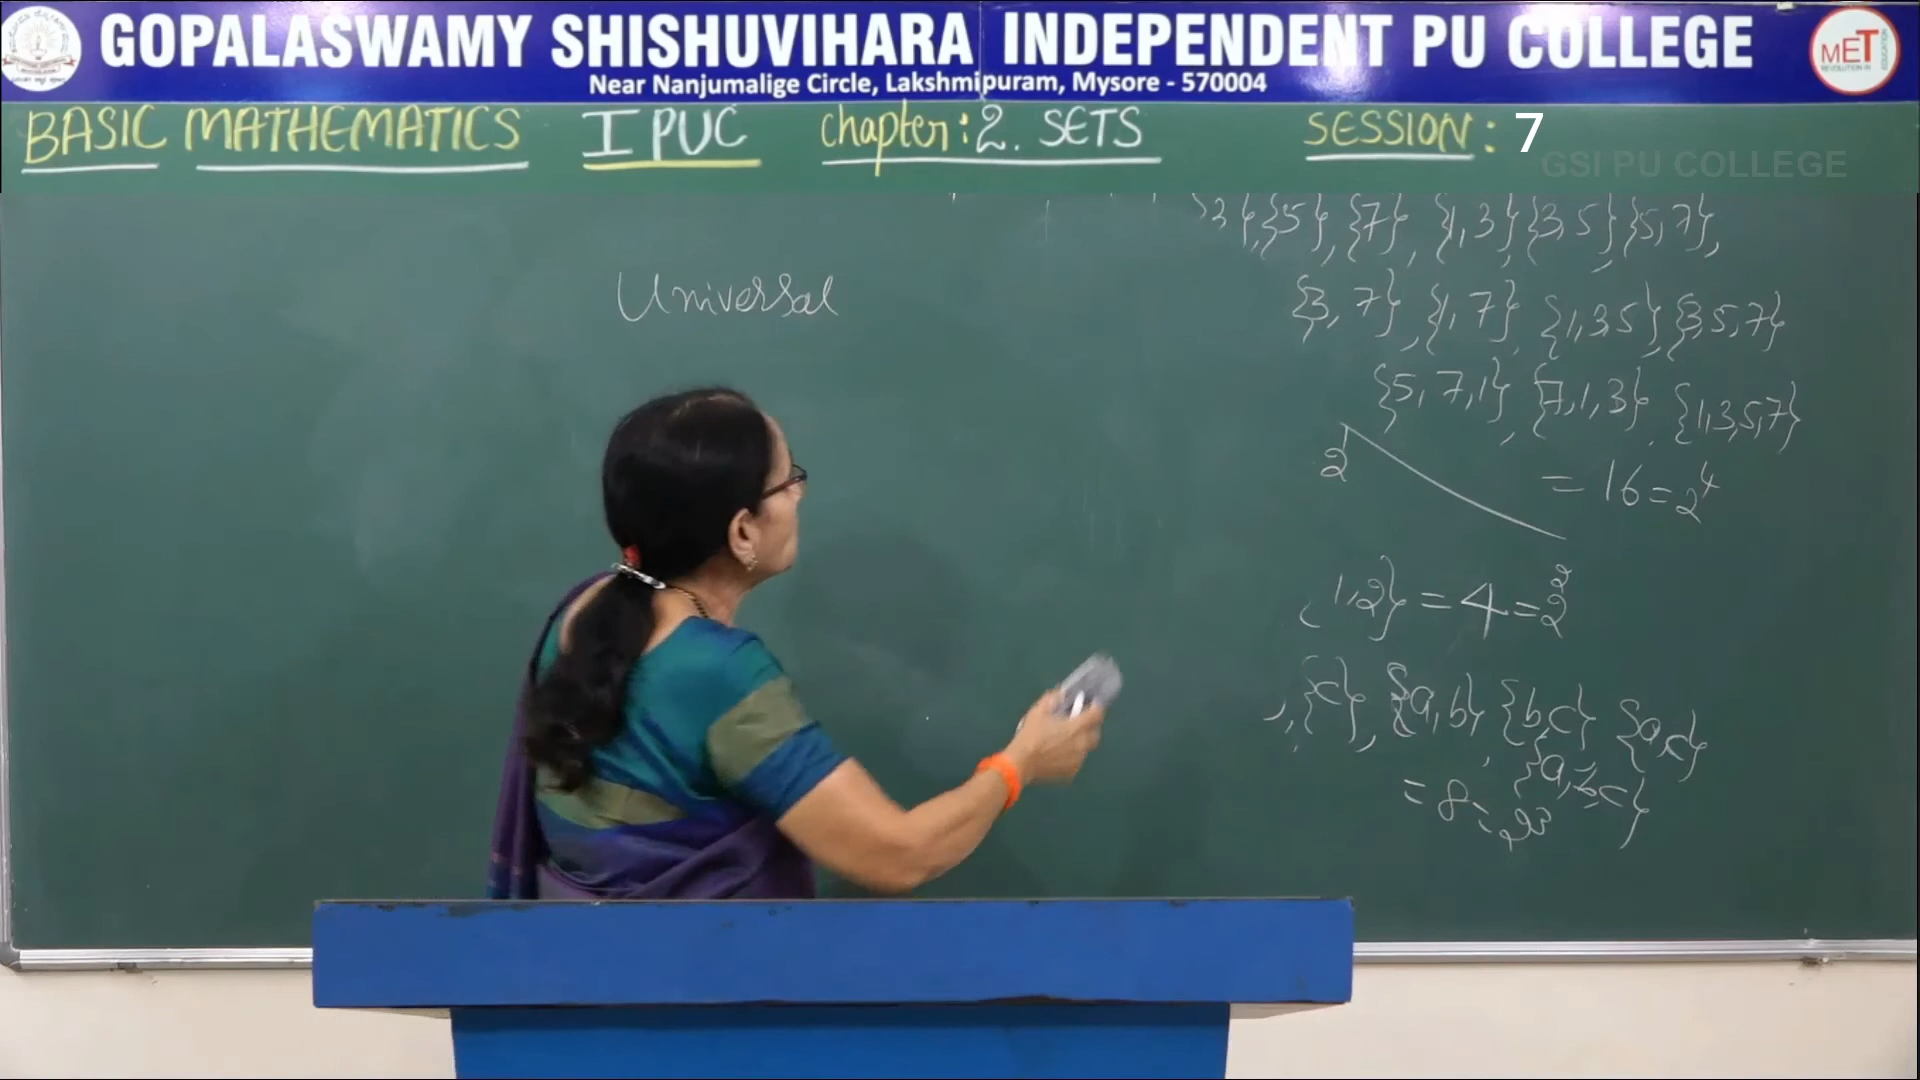 GOPALASWAMY SHISHUVIHARA INDEPENDENT PU COLLEGE
Near Nanjumalige Circle, Lakshmipuram, Mysore - 570004
MET
BASIC MATHEMATICS I PUC chapter: 2. SETS SESSION: 7
GSI PU COLLEGE
3}, {5}, {7}, {1,3} {3,5} {5,7},
Universal
{3, 7}, {1, 7}, {1,3,5}, {3,5,7}
{5, 7, 1}, {7, 1, 3}, {1,3,5,7}
2
= 16 = 2⁴
1,2} = 4 = 2²
, {c}, {a, b}, {b,c} {a,c}
{a,b,c}
= 8 = 2³